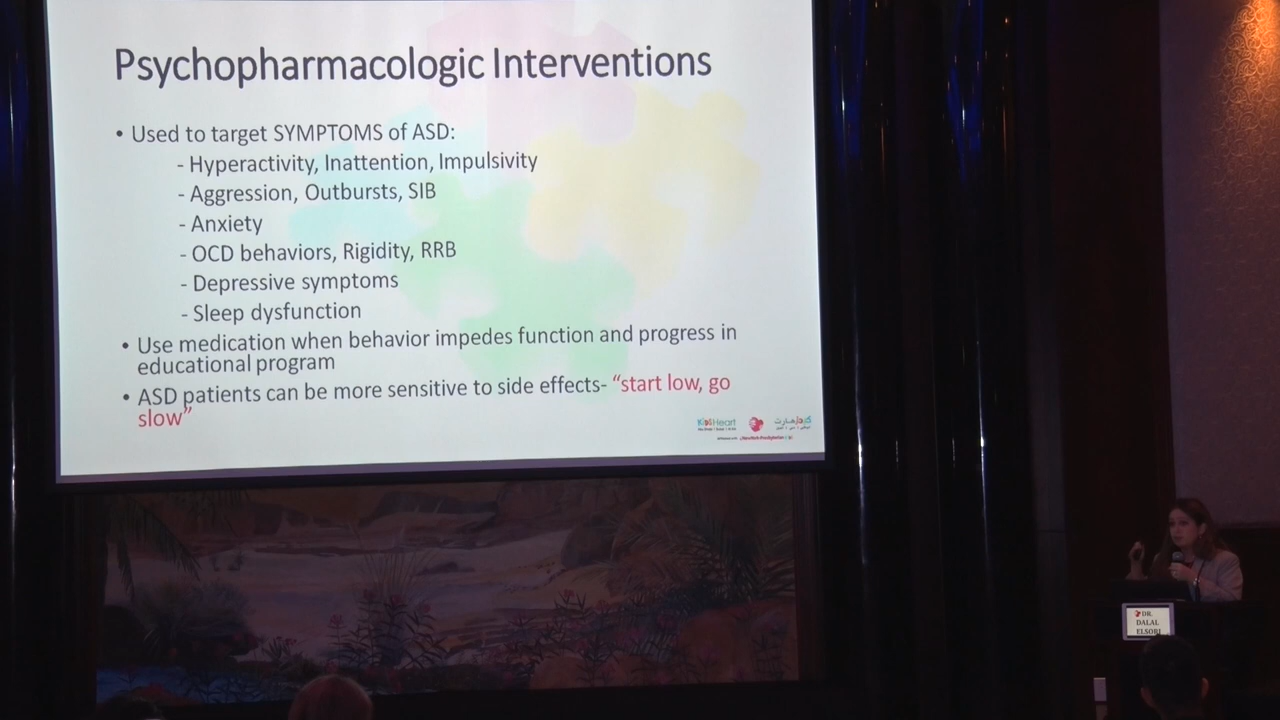 Psychopharmacologic Interventions
• Used to target SYMPTOMS of ASD:
- Hyperactivity, Inattention, Impulsivity
- Aggression, Outbursts, SIB
- Anxiety
- OCD behaviors, Rigidity, RRB
- Depressive symptoms
- Sleep dysfunction
• Use medication when behavior impedes function and progress in
educational program
• ASD patients can be more sensitive to side effects- “start low, go
slow”
KidsHeart
كيدزهارت
DR.
DALAL
ELSORI